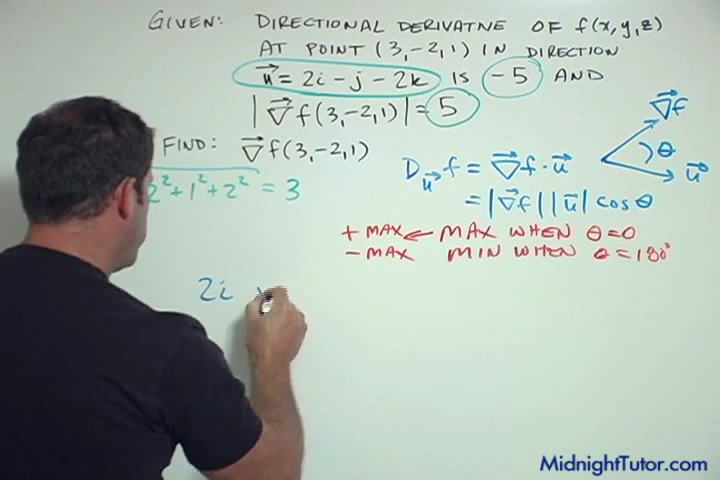 GIVEN: DIRECTIONAL DERIVATIVE OF f(x,y,z)
AT POINT (3,-2,1) IN DIRECTION
u⃗ = 2i - j - 2k IS -5 AND
|∇⃗f(3,-2,1)| = 5
FIND: ∇⃗f(3,-2,1)
2²+1²+2² = 3
D_u⃗ f = ∇⃗f · u⃗
= |∇⃗f| |u⃗| cos θ
∇⃗f
θ
u⃗
+ MAX ← MAX WHEN θ=0
- MAX MIN WHEN θ=180°
2i
MidnightTutor.com